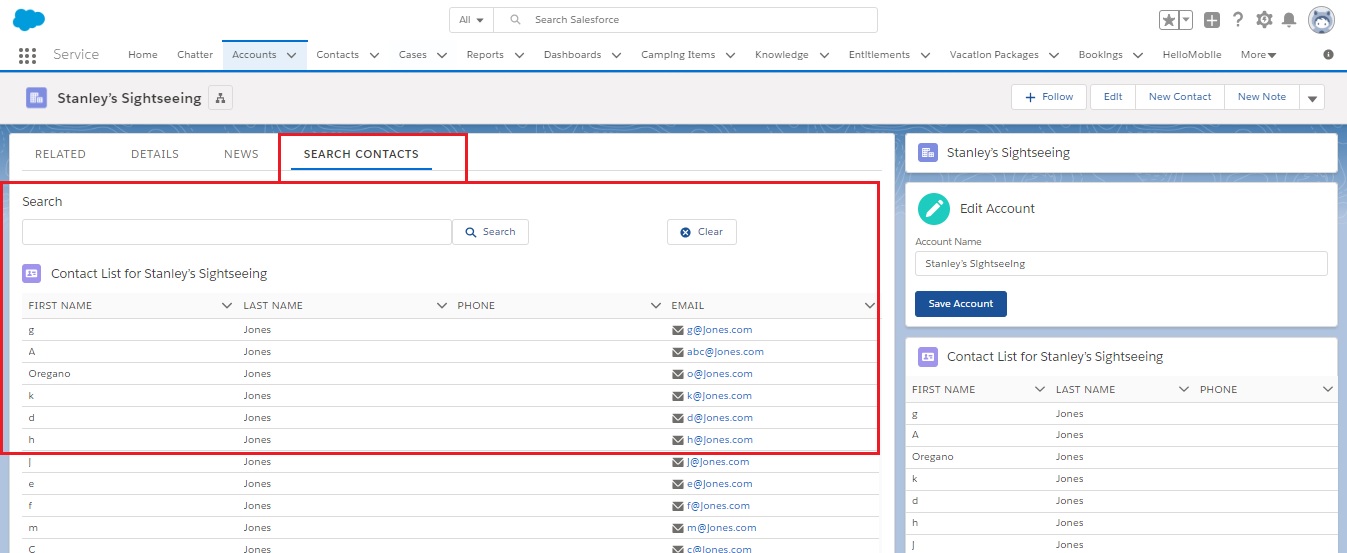 All Search Salesforce
Service Home Chatter Accounts Contacts Cases Reports Dashboards Camping Items Knowledge Entitlements Vacation Packages Bookings HelloMobile More
Stanley's Sightseeing + Follow Edit New Contact New Note
RELATED DETAILS NEWS SEARCH CONTACTS
Search
Search Clear
Contact List for Stanley's Sightseeing
FIRST NAME LAST NAME PHONE EMAIL
g Jones g@jones.com
A Jones abc@jones.com
Oregano Jones o@jones.com
k Jones k@jones.com
d Jones d@jones.com
h Jones h@jones.com
j Jones j@jones.com
e Jones e@jones.com
f Jones f@jones.com
m Jones m@jones.com
C Jones c@jones.com
Stanley's Sightseeing
Edit Account
Account Name
Stanley's Sightseeing
Save Account
Contact List for Stanley's Sightseeing
FIRST NAME LAST NAME PHONE
g Jones
A Jones
Oregano Jones
k Jones
d Jones
h Jones
j Jones